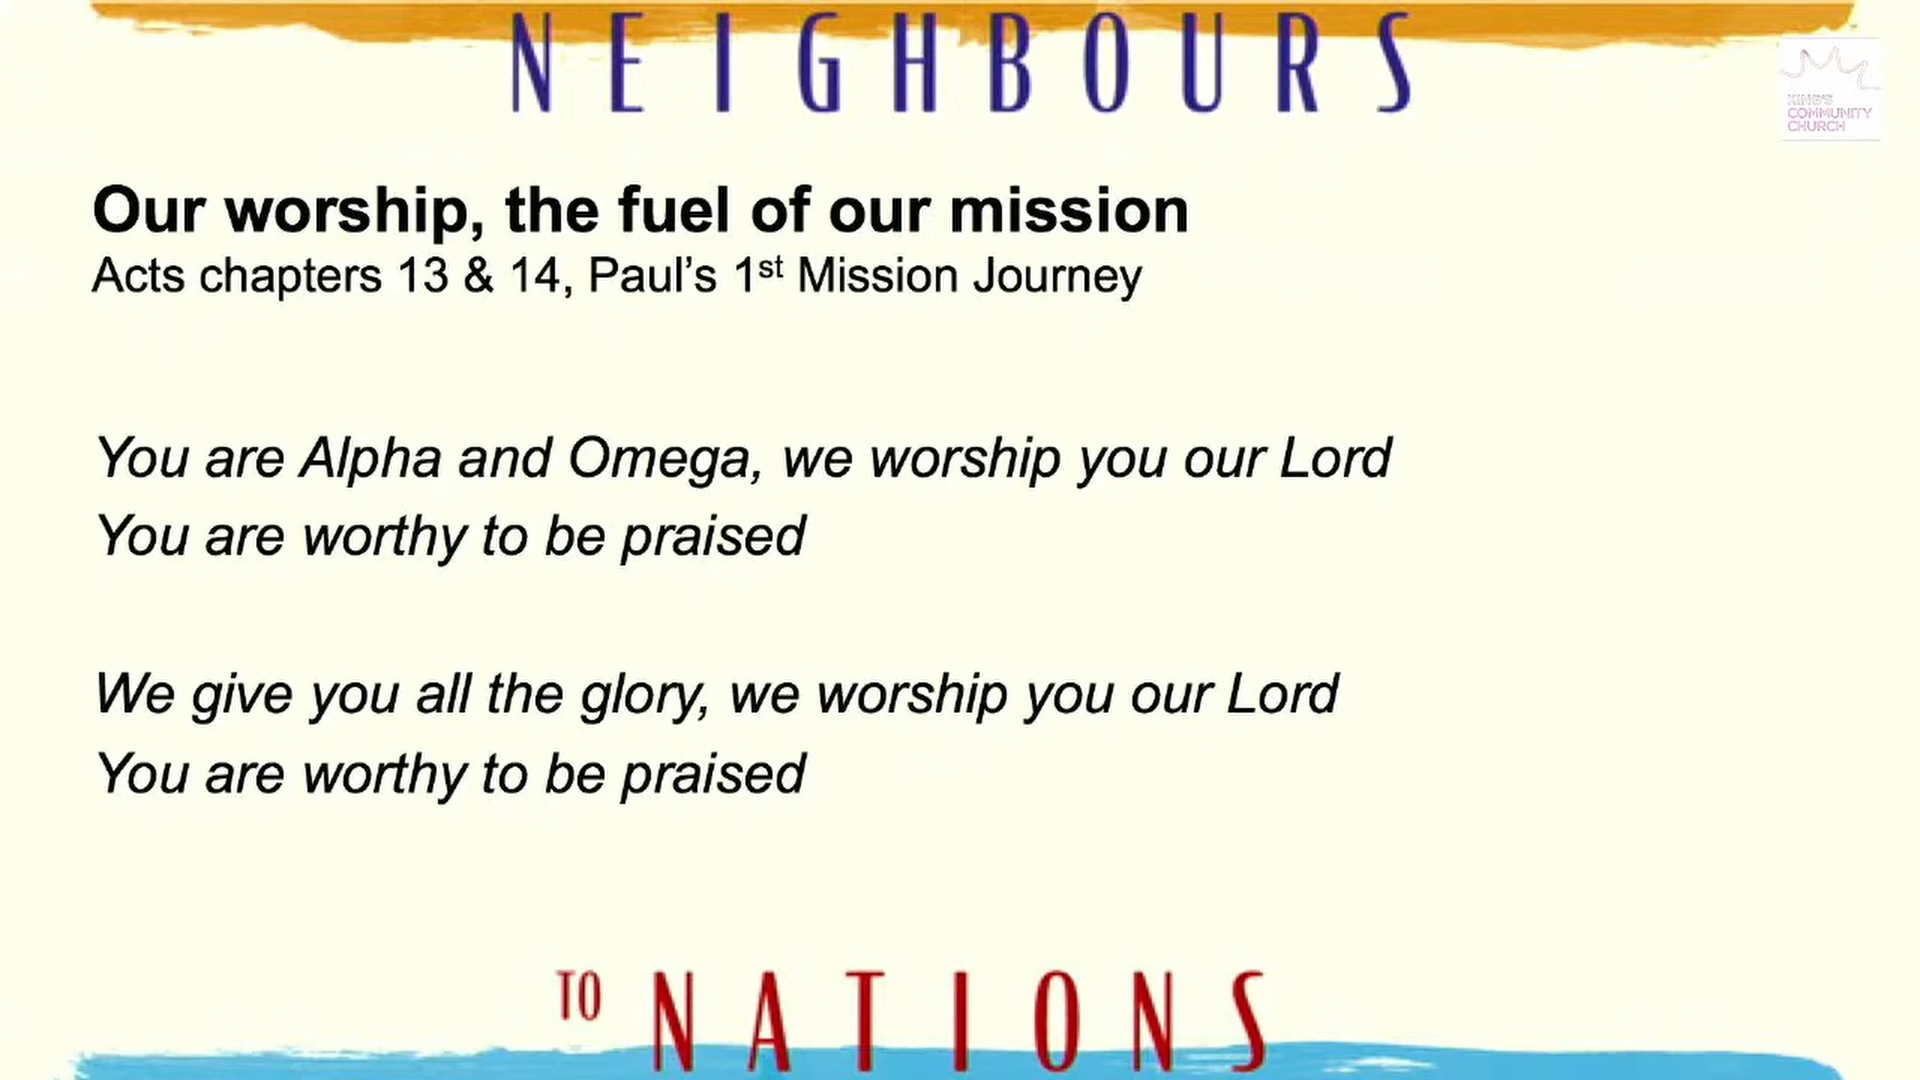 NEIGHBOURS
KING'S
COMMUNITY
CHURCH
Our worship, the fuel of our mission
Acts chapters 13 & 14, Paul’s 1st Mission Journey
You are Alpha and Omega, we worship you our Lord
You are worthy to be praised
We give you all the glory, we worship you our Lord
You are worthy to be praised
TO NATIONS